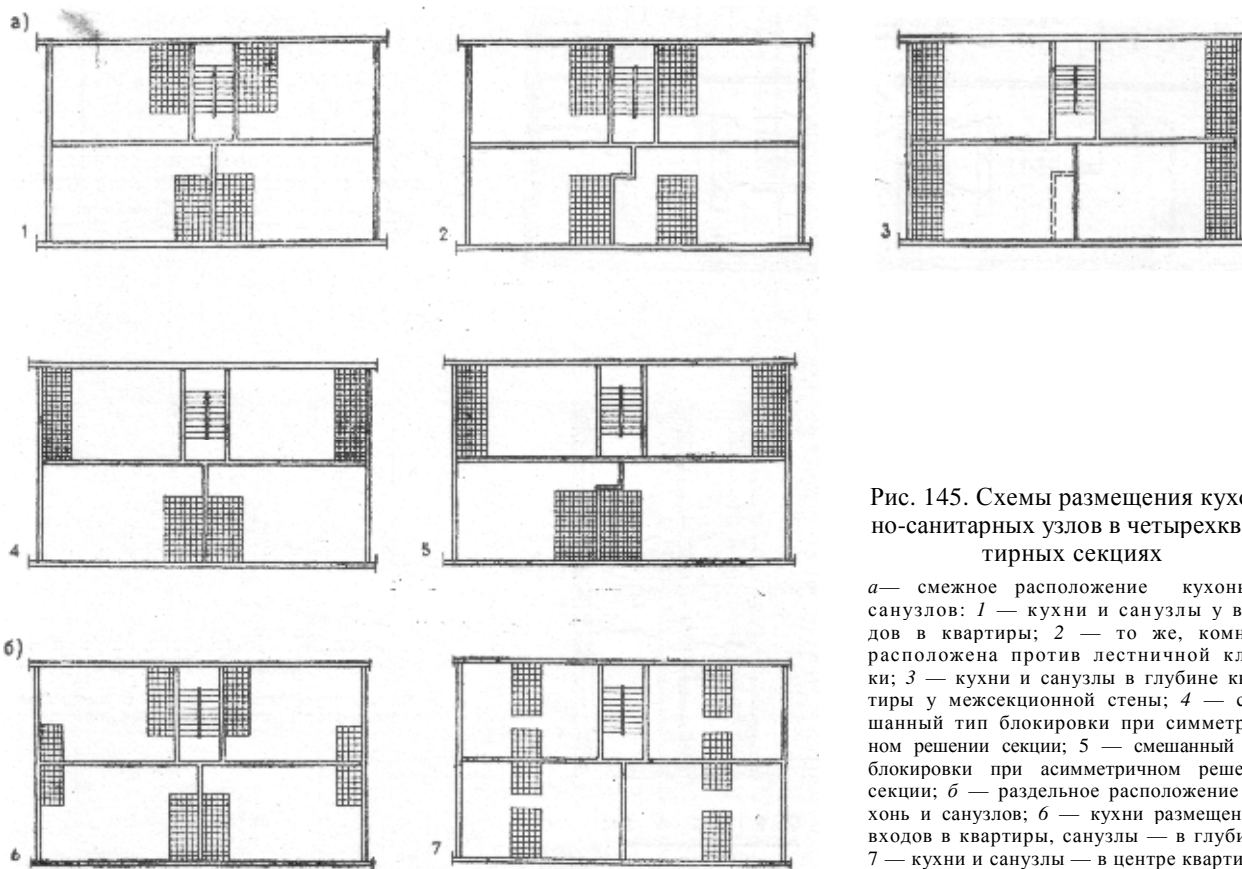 а)
1
2
3
4
5
б)
6
7
Рис. 145. Схемы размещения кухо
но-санитарных узлов в четырехкв
тирных секциях
а— смежное расположение кухон
санузлов: 1 — кухни и санузлы у в
дов в квартиры; 2 — то же, комн
расположена против лестничной кл
ки; 3 — кухни и санузлы в глубине к
тиры у межсекционной стены; 4 — с
шанный тип блокировки при симметр
ном решении секции; 5 — смешанный
блокировки при асимметричном реше
секции; б — раздельное расположение
хонь и санузлов; 6 — кухни размещен
входов в квартиры, санузлы — в глуби
7 — кухни и санузлы — в центре кварти